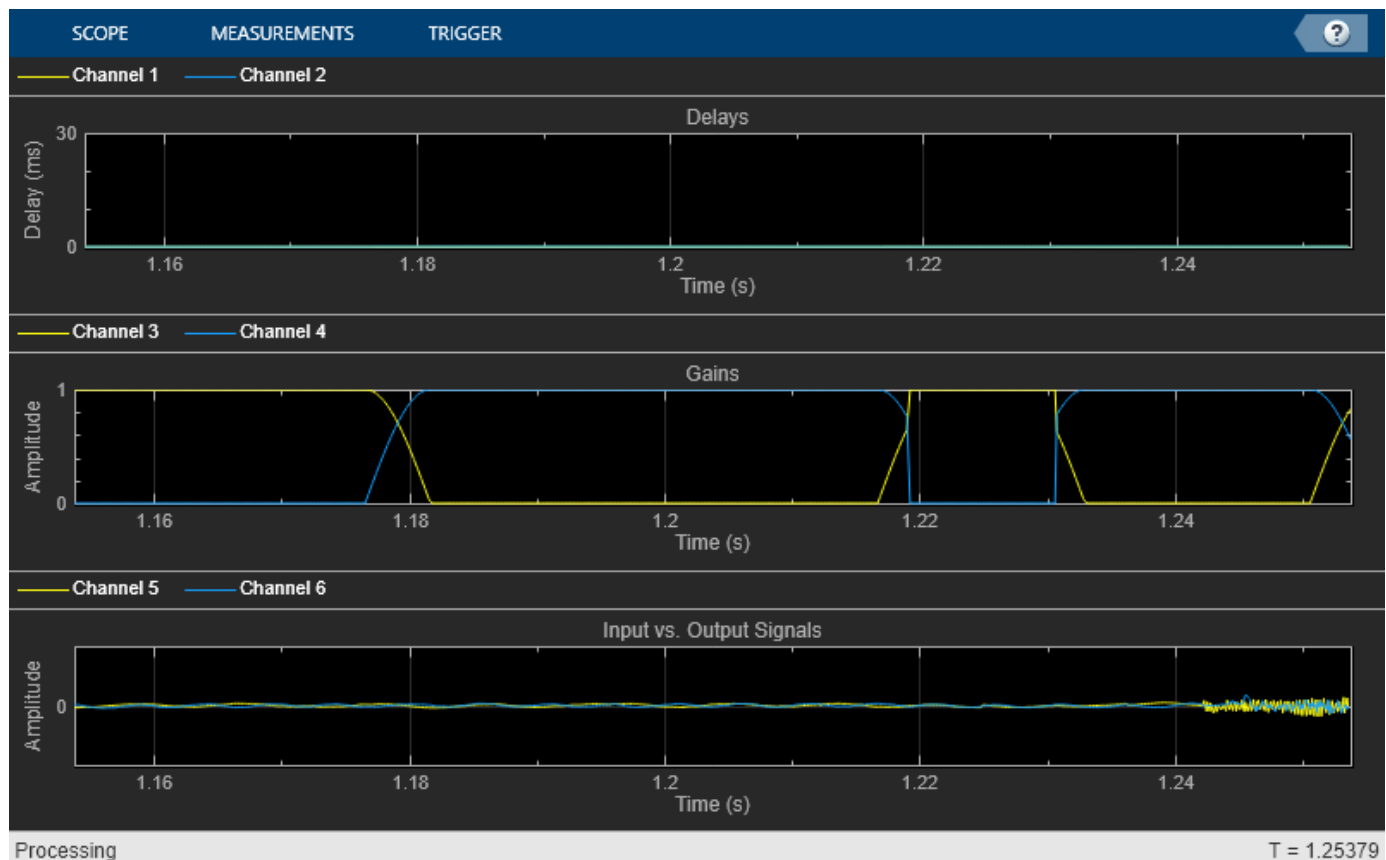 SCOPE MEASUREMENTS TRIGGER ?
Channel 1 Channel 2
Delays
30
Delay (ms)
0
1.16 1.18 1.2 1.22 1.24
Time (s)
Channel 3 Channel 4
Gains
1
Amplitude
0
1.16 1.18 1.2 1.22 1.24
Time (s)
Channel 5 Channel 6
Input vs. Output Signals
Amplitude
0
1.16 1.18 1.2 1.22 1.24
Time (s)
Processing T = 1.25379